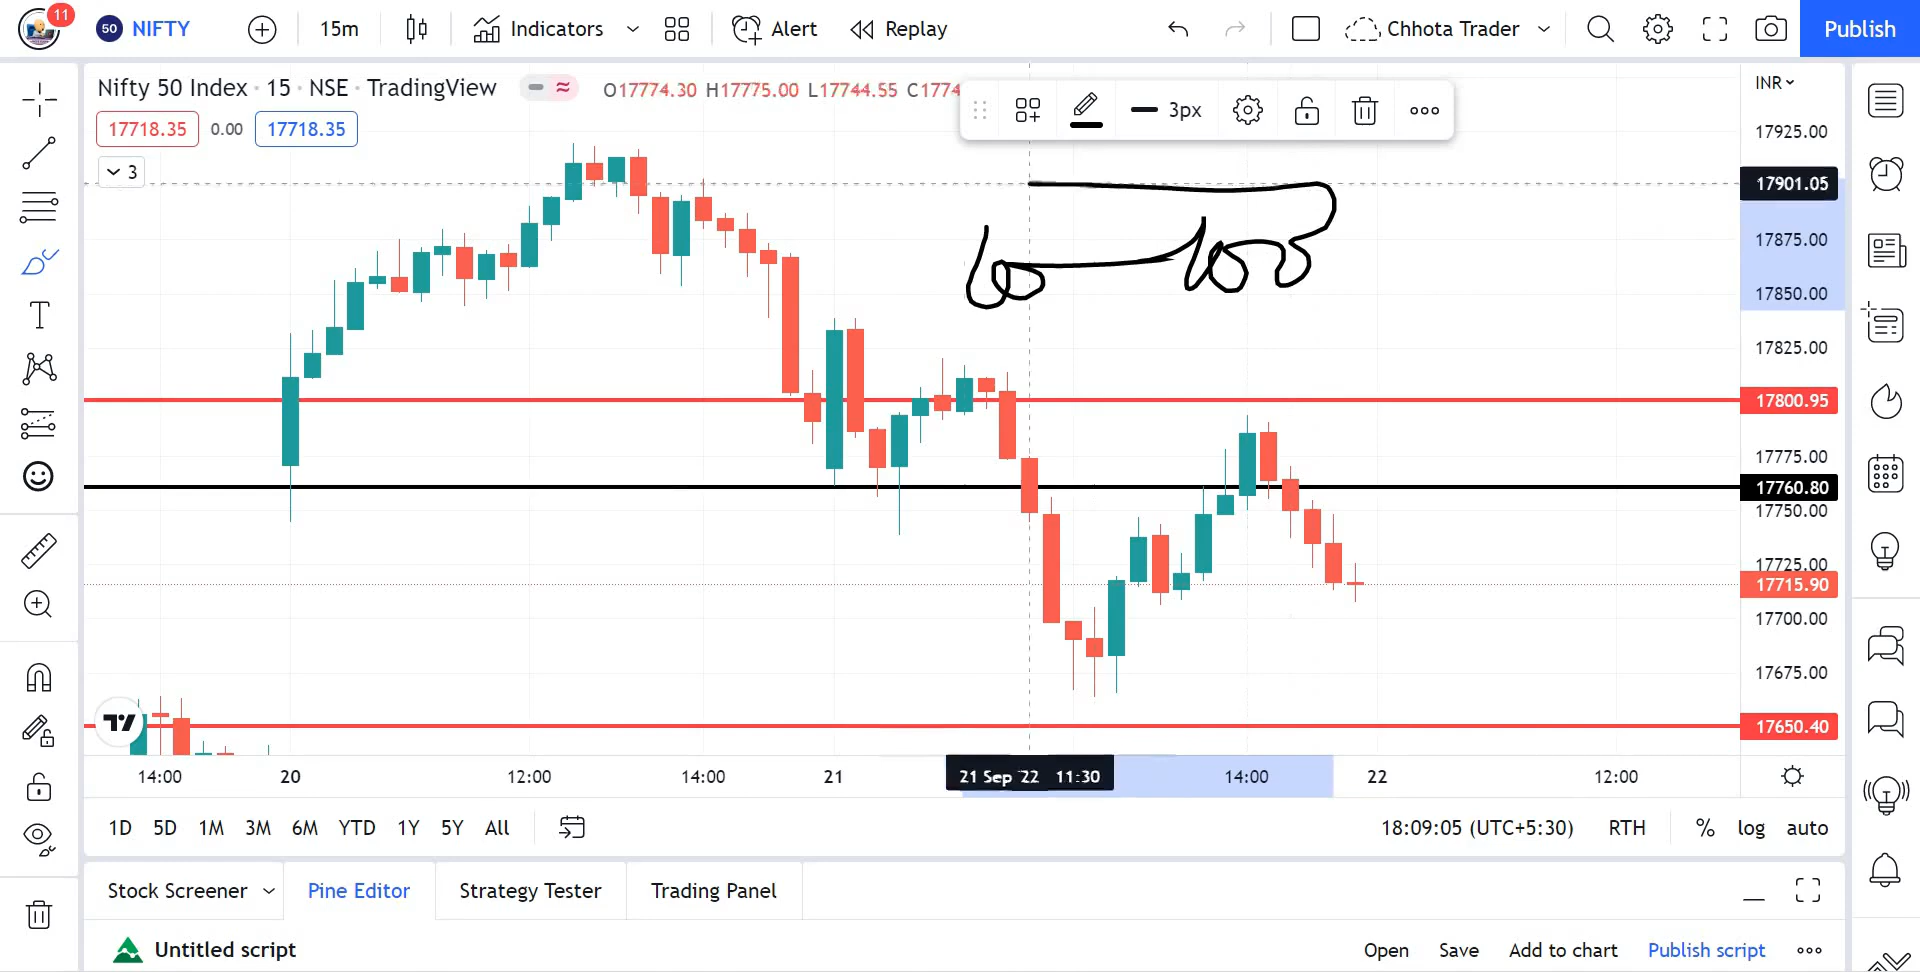 11
50 NIFTY 15m Indicators Alert Replay Chhota Trader Publish
Nifty 50 Index · 15 · NSE · TradingView O17774.30 H17775.00 L17744.55 C1774
3px
INR
17718.35 0.00 17718.35
3
17925.00
17901.05
17875.00
17850.00
17825.00
17800.95
17775.00
17760.80
17750.00
17725.00
17715.90
17700.00
17675.00
17650.40
14:00 20 12:00 14:00 21 21 Sep '22 11:30 14:00 22 12:00
1D 5D 1M 3M 6M YTD 1Y 5Y All 18:09:05 (UTC+5:30) RTH % log auto
Stock Screener Pine Editor Strategy Tester Trading Panel
Untitled script Open Save Add to chart Publish script